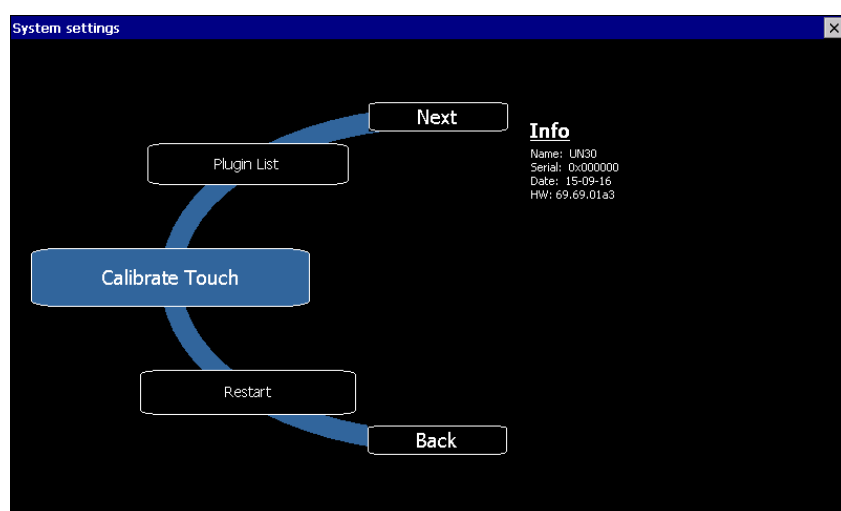 System settings
Next
Plugin List
Calibrate Touch
Restart
Back
Info
Name: UN30
Serial: 0x000000
Date: 15-09-16
HW: 69.69.01a3